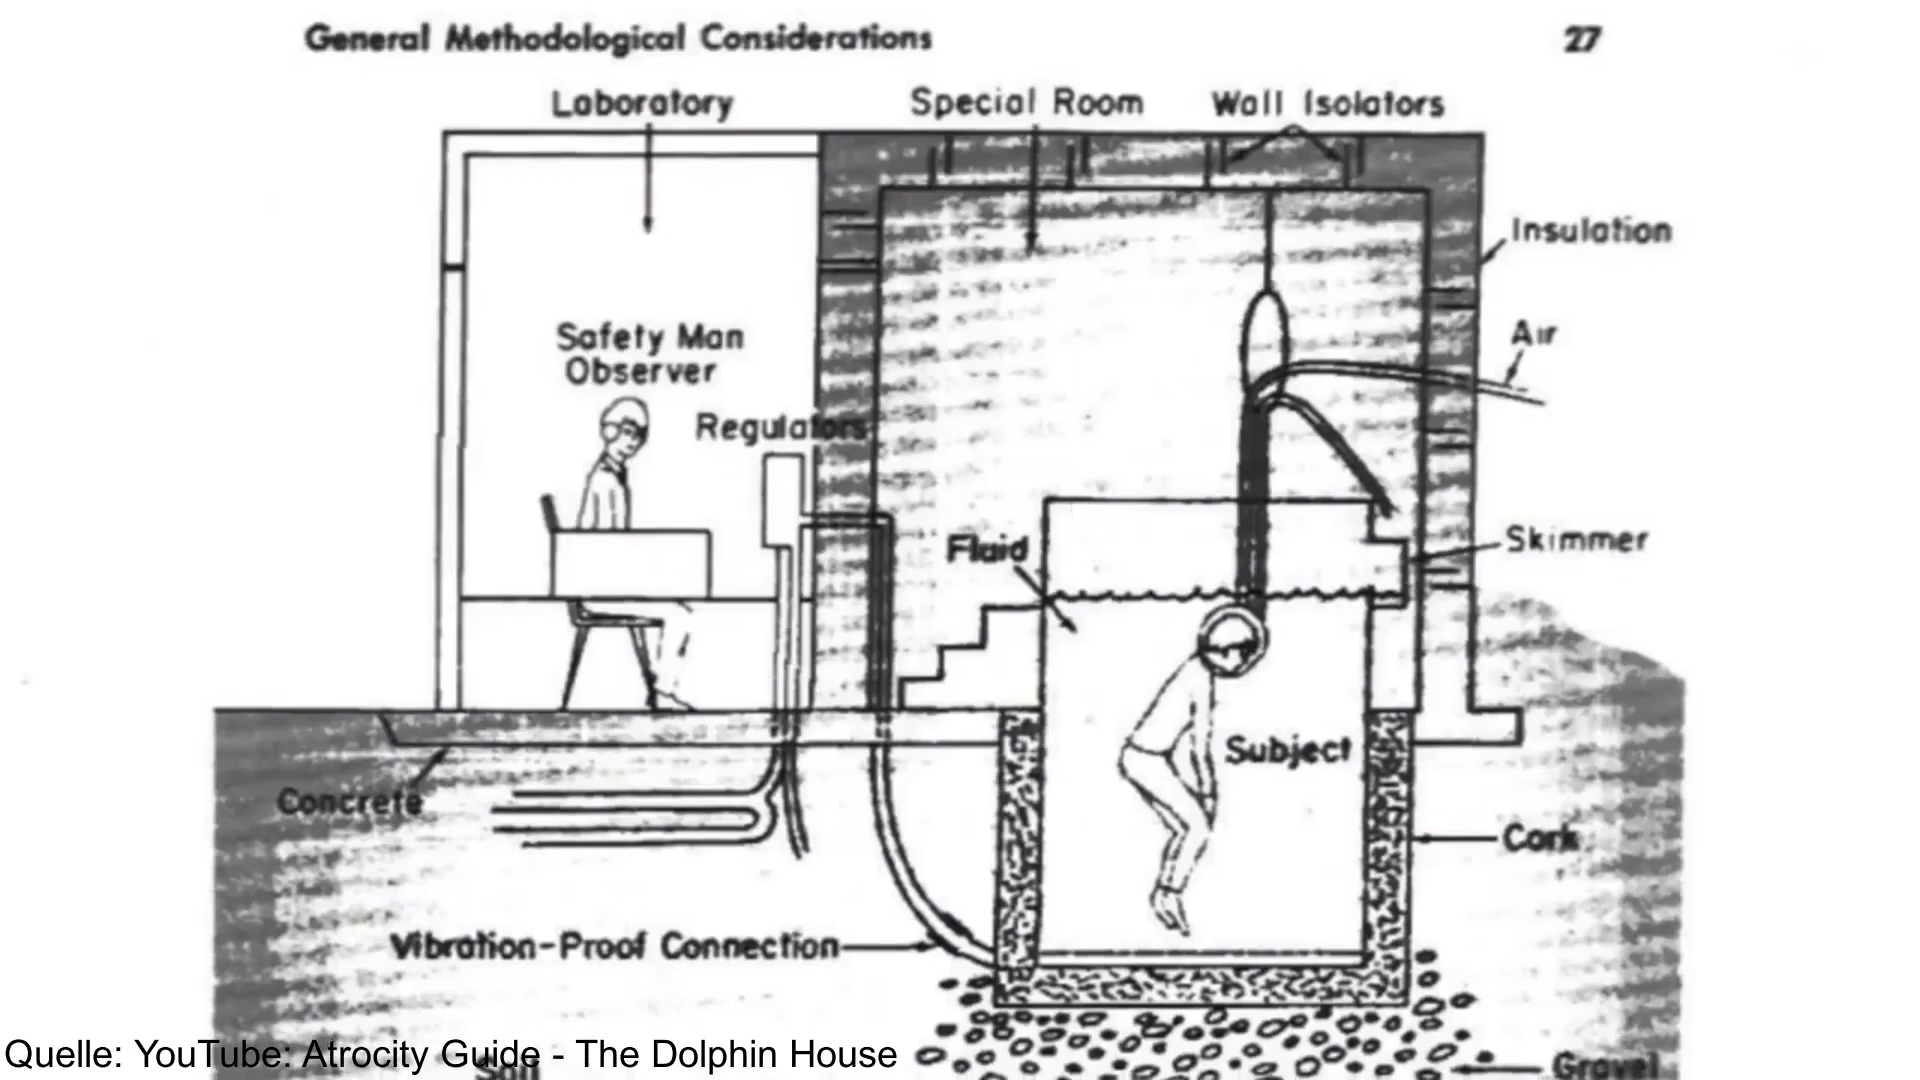 General Methodological Considerations 27
Laboratory Special Room Wall Isolators
Insulation
Air
Safety Man
Observer
Regulators
Skimmer
Fluid
Subject
Concrete
Cork
Vibration-Proof Connection
Quelle: YouTube: Atrocity Guide - The Dolphin House
Soil
Gravel